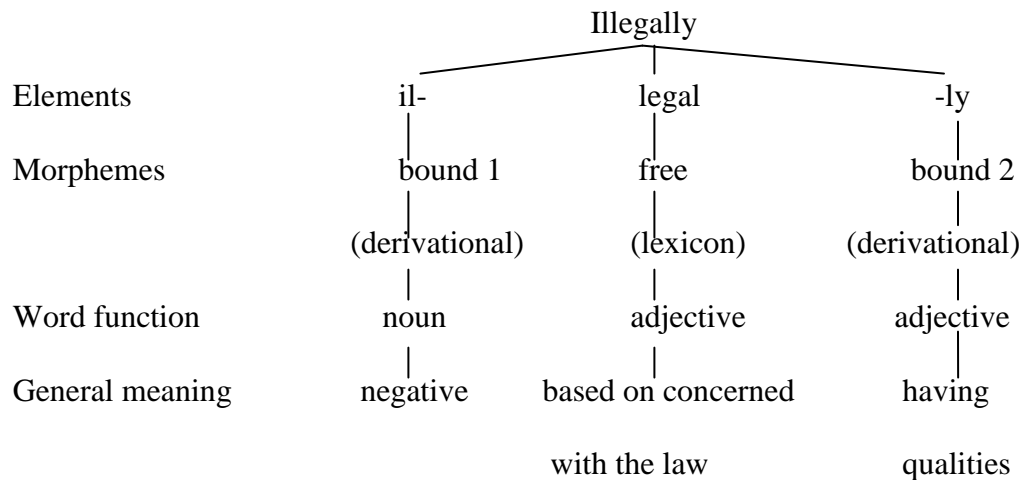 Illegally
Elements il- legal -ly
Morphemes bound 1 free bound 2
(derivational) (lexicon) (derivational)
Word function noun adjective adjective
General meaning negative based on concerned having
with the law qualities